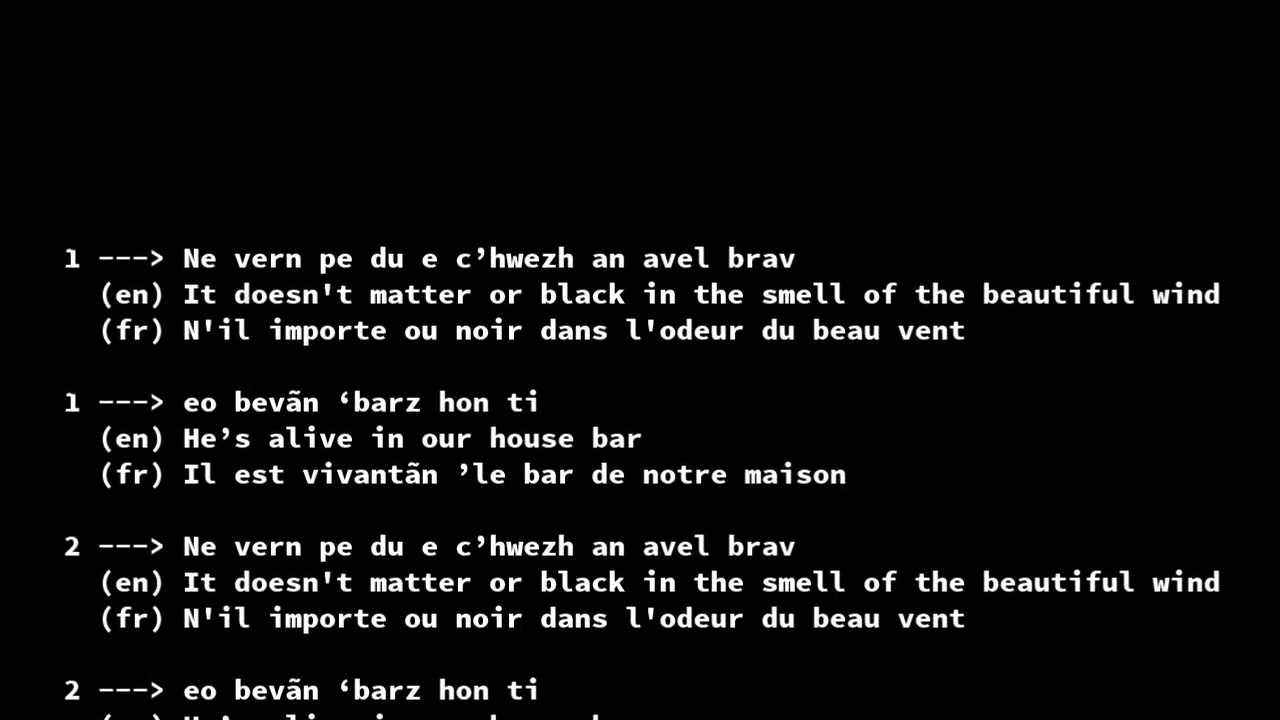 1 ---> Ne vern pe du e c’hwezh an avel brav
(en) It doesn't matter or black in the smell of the beautiful wind
(fr) N'il importe ou noir dans l'odeur du beau vent
1 ---> eo bevãn ‘barz hon ti
(en) He’s alive in our house bar
(fr) Il est vivantãn ’le bar de notre maison
2 ---> Ne vern pe du e c’hwezh an avel brav
(en) It doesn't matter or black in the smell of the beautiful wind
(fr) N'il importe ou noir dans l'odeur du beau vent
2 ---> eo bevãn ‘barz hon ti